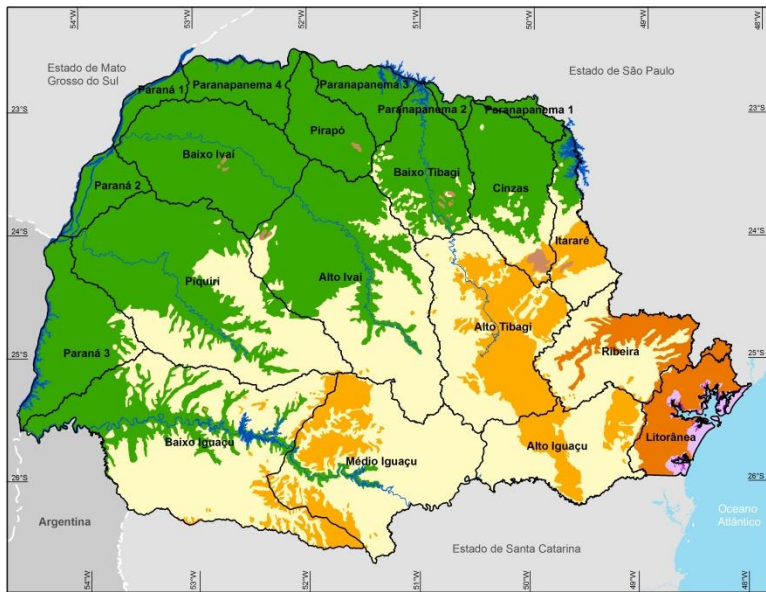 54°W
53°W
52°W
51°W
50°W
49°W
48°W
Estado de Mato
Grosso do Sul
Estado de São Paulo
Paraná 1
Paranapanema 4
Paranapanema 3
Paranapanema 2
Paranapanema 1
23°S
23°S
Pirapó
Baixo Ivaí
Baixo Tibagi
Cinzas
Paraná 2
24°S
24°S
Itararé
Piquiri
Alto Ivaí
Alto Tibagi
Paraná 3
Ribeira
25°S
25°S
Baixo Iguaçu
Médio Iguaçu
Alto Iguaçu
Litorânea
26°S
26°S
Argentina
Oceano
Atlântico
Estado de Santa Catarina
54°W
53°W
52°W
51°W
50°W
49°W
48°W